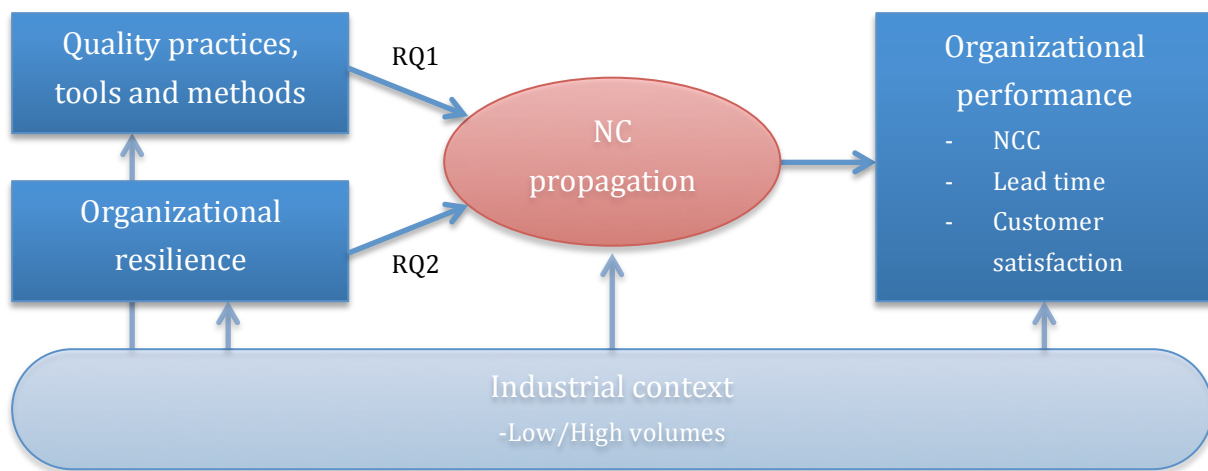 Quality practices,
tools and methods
RQ1
Organizational
resilience
RQ2
NC
propagation
Organizational
performance
- NCC
- Lead time
- Customer
satisfaction
Industrial context
-Low/High volumes